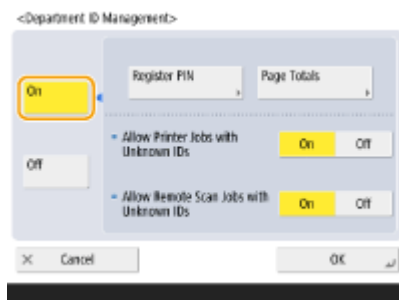 <Department ID Management>
On
Register PIN
Page Totals
Allow Printer Jobs with
Unknown IDs
On Off
Off
Allow Remote Scan Jobs with
Unknown IDs
On Off
× Cancel
OK